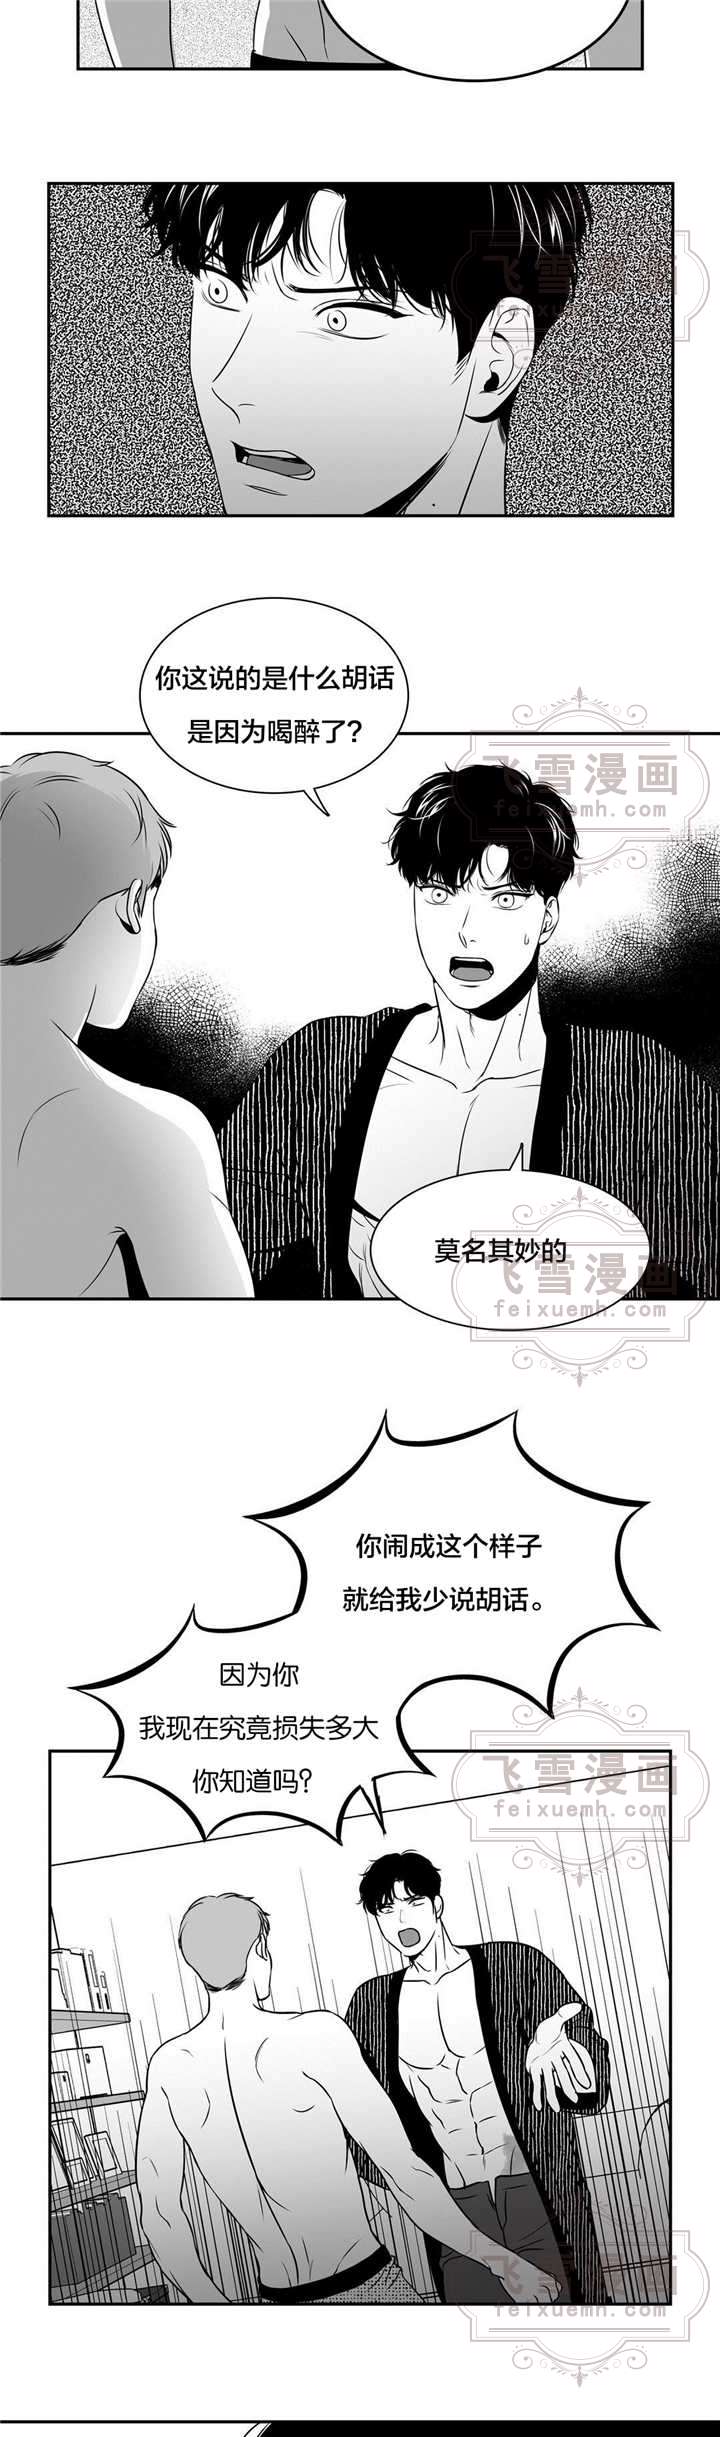 飞雪漫画
feixuemh.com
你这说的是什么胡话
是因为喝醉了?
飞雪漫画
feixuemh.com
莫名其妙的
飞雪漫画
feixuemh.com
你闹成这个样子
就给我少说胡话。
因为你
我现在究竟损失多大
你知道吗?
飞雪漫画
feixuemh.com
飞雪漫画
feixuemh.com